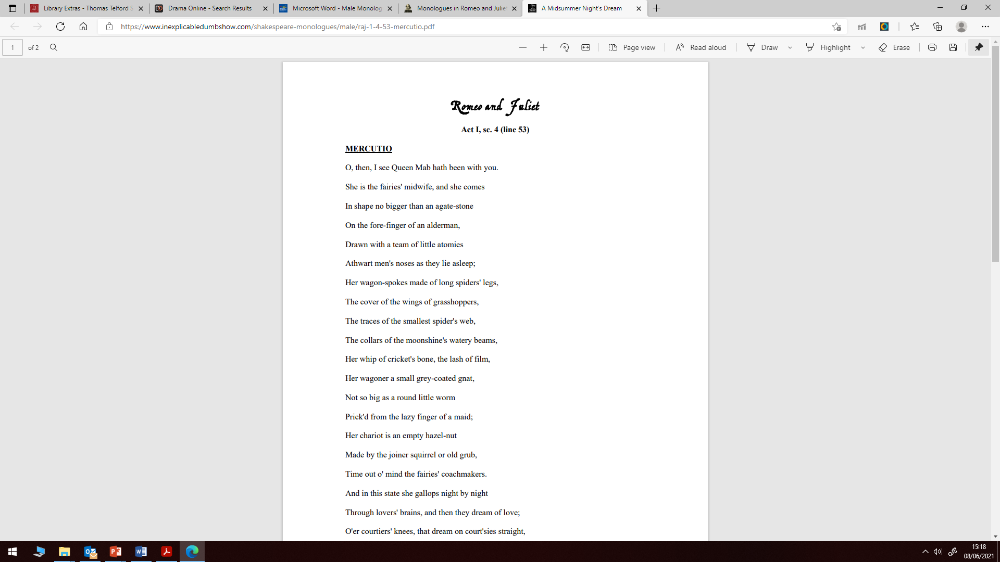 Library Extras - Thomas Telford S
Drama Online - Search Results
Microsoft Word - Male Monolog
Monologues in Romeo and Julie
A Midsummer Night's Dream
https://www.inexplicabledumbshow.com/shakespeare-monologues/male/raj-1-4-53-mercutio.pdf
1 of 2
Page view
Read aloud
Draw
Highlight
Erase
Romeo and Juliet
Act I, sc. 4 (line 53)
MERCUTIO
O, then, I see Queen Mab hath been with you.
She is the fairies' midwife, and she comes
In shape no bigger than an agate-stone
On the fore-finger of an alderman,
Drawn with a team of little atomies
Athwart men's noses as they lie asleep;
Her wagon-spokes made of long spiders' legs,
The cover of the wings of grasshoppers,
The traces of the smallest spider's web,
The collars of the moonshine's watery beams,
Her whip of cricket's bone, the lash of film,
Her wagoner a small grey-coated gnat,
Not so big as a round little worm
Prick'd from the lazy finger of a maid;
Her chariot is an empty hazel-nut
Made by the joiner squirrel or old grub,
Time out o' mind the fairies' coachmakers.
And in this state she gallops night by night
Through lovers' brains, and then they dream of love;
O'er courtiers' knees, that dream on court'sies straight,
15:18
08/06/2021